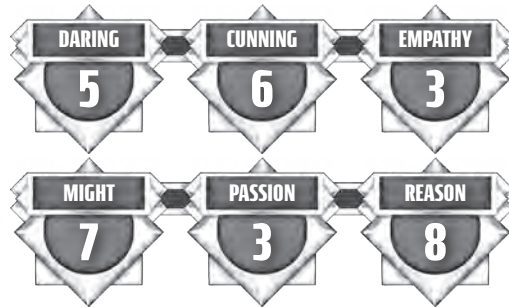 DARING CUNNING EMPATHY
5 6 3
MIGHT PASSION REASON
7 3 8